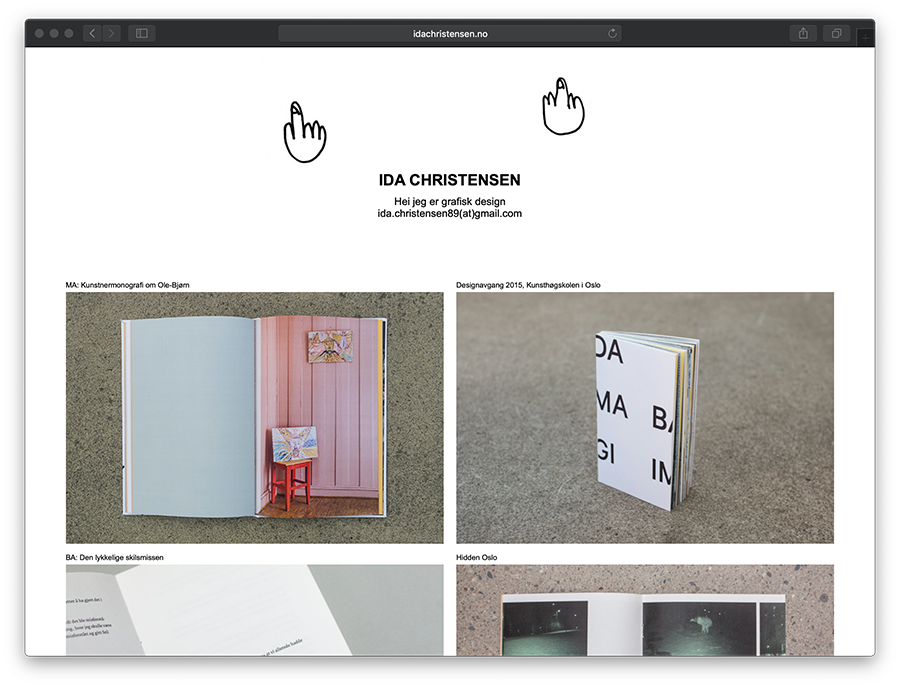 idachristensen.no
IDA CHRISTENSEN
Hei jeg er grafisk design
ida.christensen89(at)gmail.com
MA: Kunstnermonografi om Ole-Bjørn
Designavgang 2015, Kunsthøgskolen i Oslo
DA
MA BA
GI IM
BA: Den lykkelige skilsmissen
Hidden Oslo